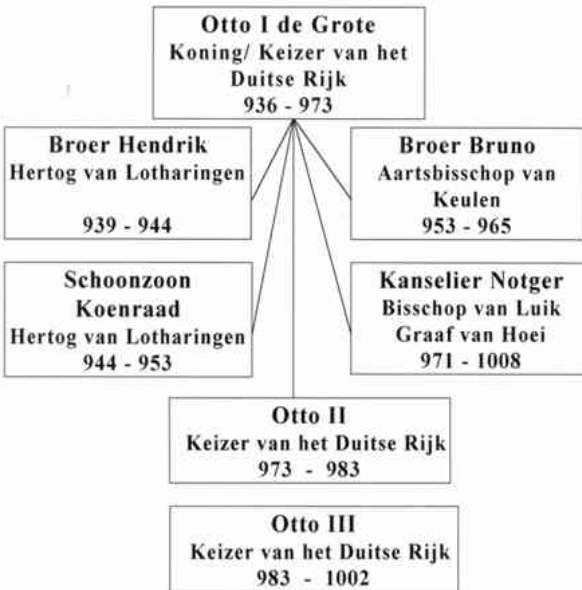 Otto I de Grote
Koning/ Keizer van het
Duitse Rijk
936 - 973
Broer Hendrik
Hertog van Lotharingen
939 - 944
Broer Bruno
Aartsbisschop van
Keulen
953 - 965
Schoonzoon
Koenraad
Hertog van Lotharingen
944 - 953
Kanselier Notger
Bisschop van Luik
Graaf van Hoei
971 - 1008
Otto II
Keizer van het Duitse Rijk
973 - 983
Otto III
Keizer van het Duitse Rijk
983 - 1002